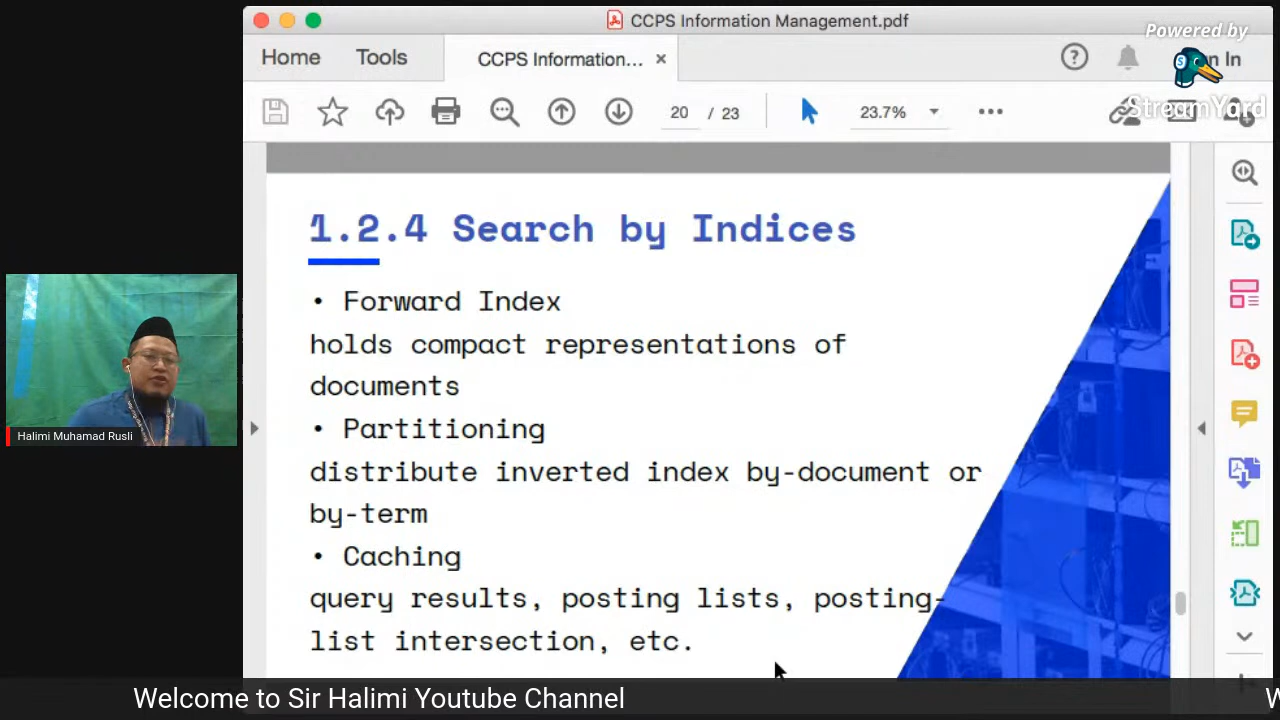 CCPS Information Management.pdf
Powered by
Home
Tools
CCPS Information...
In
StreamYard
20 / 23
23.7%
1.2.4 Search by Indices
• Forward Index
holds compact representations of
documents
• Partitioning
distribute inverted index by-document or
by-term
• Caching
query results, posting lists, posting-
list intersection, etc.
Halimi Muhamad Rusli
Welcome to Sir Halimi Youtube Channel
W